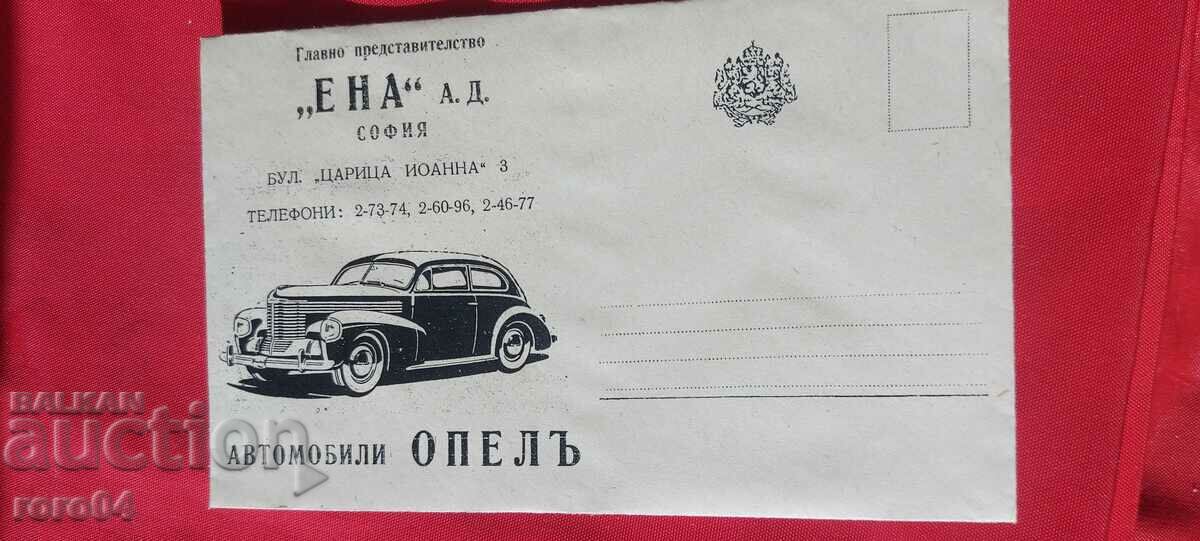 Главно представителство
„ЕНА“ А. Д.
СОФИЯ
БУЛ. „ЦАРИЦА ИОАННА“ 3
ТЕЛЕФОНИ: 2-73-74, 2-60-96, 2-46-77
АВТОМОБИЛИ ОПЕЛЪ
BALKAN
auction
roro04